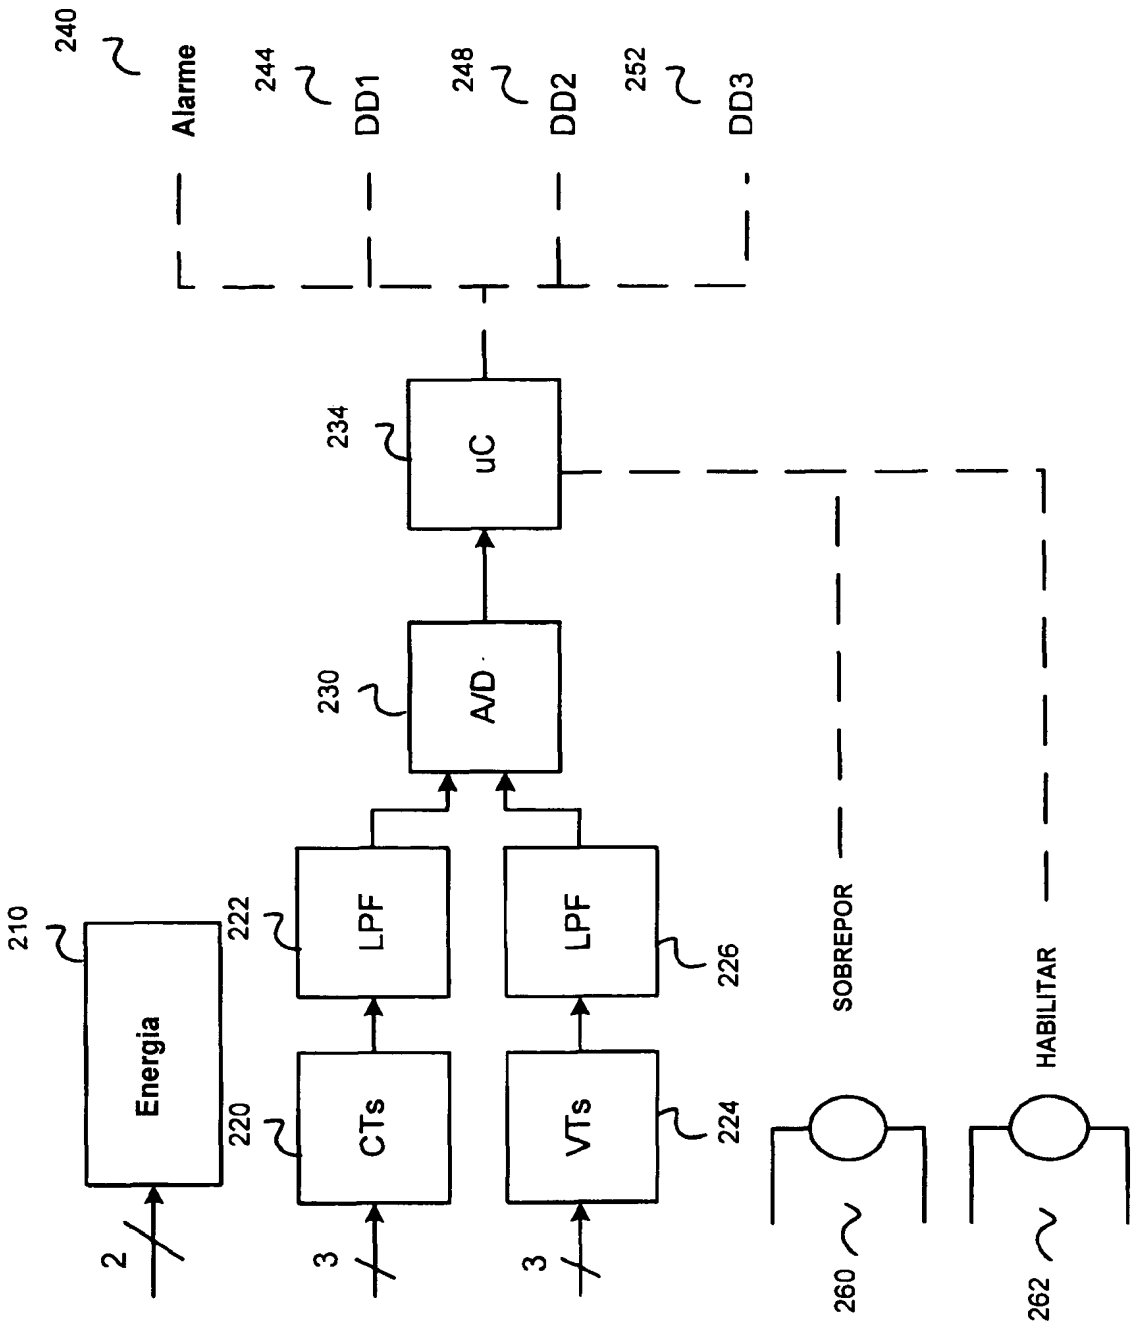 240
Alarme
244
DD1
248
DD2
252
DD3
234
uC
230
A/D
210
Energia
2
222
LPF
220
CTs
3
LPF
226
VTs
224
3
SOBREPOR
260
HABILITAR
262